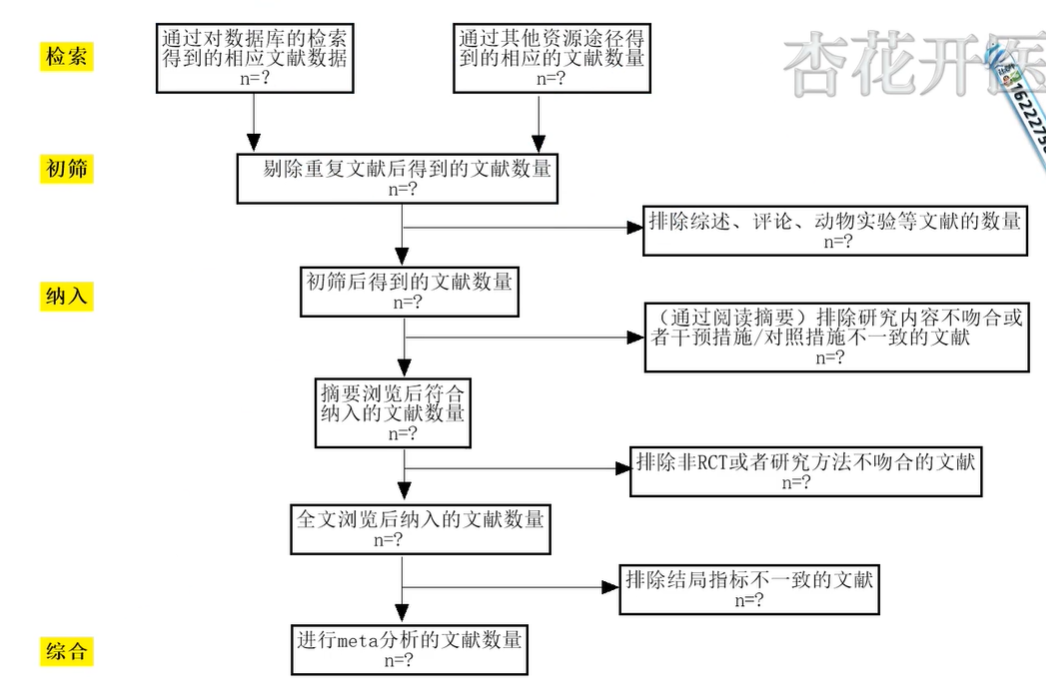 检索
通过对数据库的检索
得到的相应文献数据
n=？
通过其他资源途径得
到的相应的文献数量
n=?
杏花开医
初筛
剔除重复文献后得到的文献数量
n=?
排除综述、评论、动物实验等文献的数量
n=?
纳入
初筛后得到的文献数量
n=?
（通过阅读摘要）排除研究内容不吻合或
者干预措施/对照措施不一致的文献
n=?
摘要浏览后符合
纳入的文献数量
n=?
排除非RCT或者研究方法不吻合的文献
n=?
全文浏览后纳入的文献数量
n=?
排除结局指标不一致的文献
n=?
综合
进行meta分析的文献数量
n=?